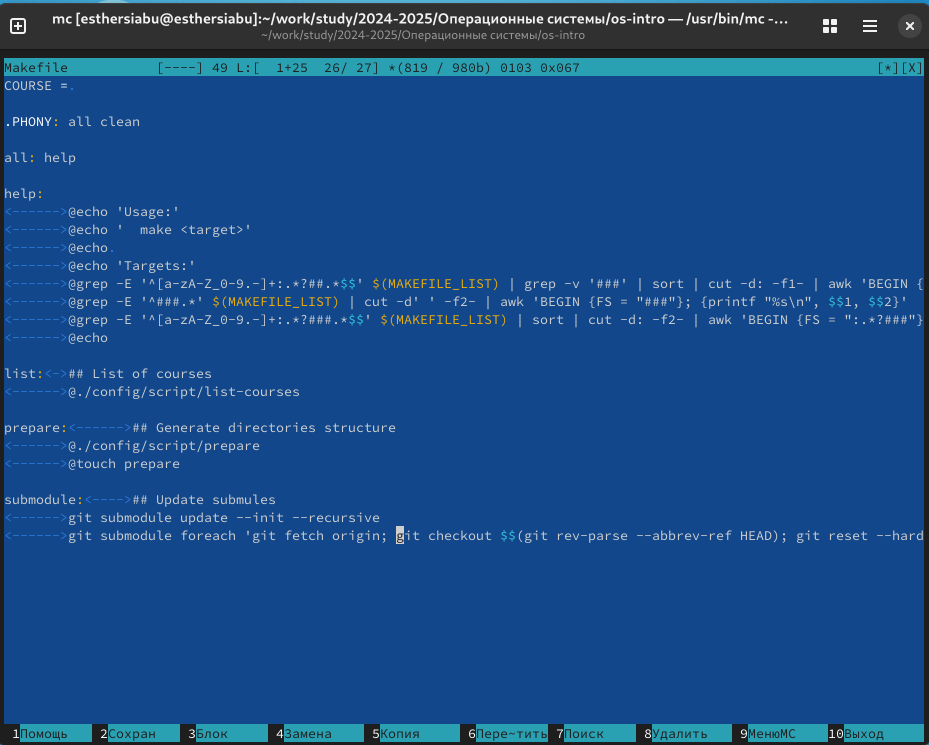 mc [esthersiabu@esthersiabu]:~/work/study/2024-2025/Операционные системы/os-intro — /usr/bin/mc -...
~/work/study/2024-2025/Операционные системы/os-intro
Makefile [----] 49 L:[ 1+25 26/ 27] *(819 / 980b) 0103 0x067 [*][X]
COURSE =.

.PHONY: all clean

all: help

help:
<------>@echo 'Usage:'
<------>@echo '  make <target>'
<------>@echo.
<------>@echo 'Targets:'
<------>@grep -E '^[a-zA-Z_0-9.-]+:.*?##.*$$' $(MAKEFILE_LIST) | grep -v '###' | sort | cut -d: -f1- | awk 'BEGIN {
<------>@grep -E '^###.*' $(MAKEFILE_LIST) | cut -d' ' -f2- | awk 'BEGIN {FS = "###"}; {printf "%s\n", $$1, $$2}'
<------>@grep -E '^[a-zA-Z_0-9.-]+:.*?###.*$$' $(MAKEFILE_LIST) | sort | cut -d: -f2- | awk 'BEGIN {FS = ":.*?###"}
<------>@echo

list:<->## List of courses
<------>@./config/script/list-courses

prepare:<------>## Generate directories structure
<------>@./config/script/prepare
<------>@touch prepare

submodule:<---->## Update submules
<------>git submodule update --init --recursive
<------>git submodule foreach 'git fetch origin; git checkout $$(git rev-parse --abbrev-ref HEAD); git reset --hard
1Помощь 2Сохран 3Блок 4Замена 5Копия 6Пере~тить 7Поиск 8Удалить 9МенюMC 10Выход